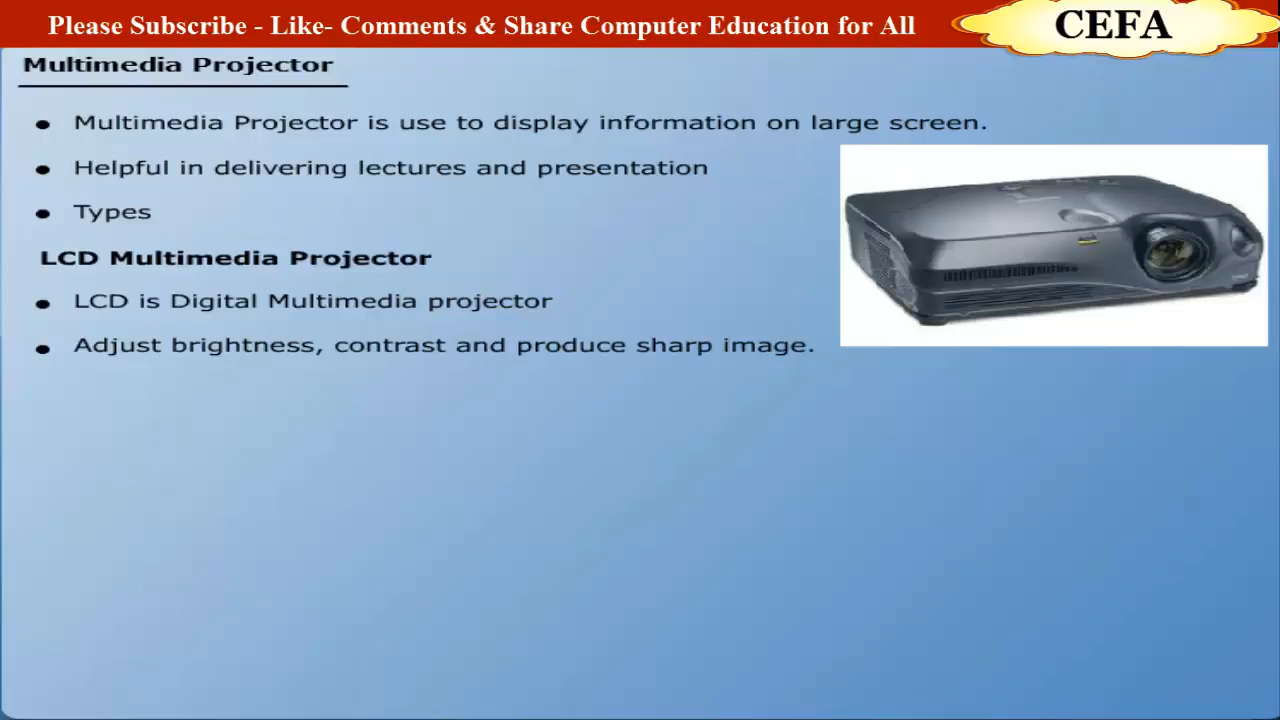 Please Subscribe - Like- Comments & Share Computer Education for All
CEFA
Multimedia Projector
• Multimedia Projector is use to display information on large screen.
• Helpful in delivering lectures and presentation
• Types
LCD Multimedia Projector
• LCD is Digital Multimedia projector
• Adjust brightness, contrast and produce sharp image.